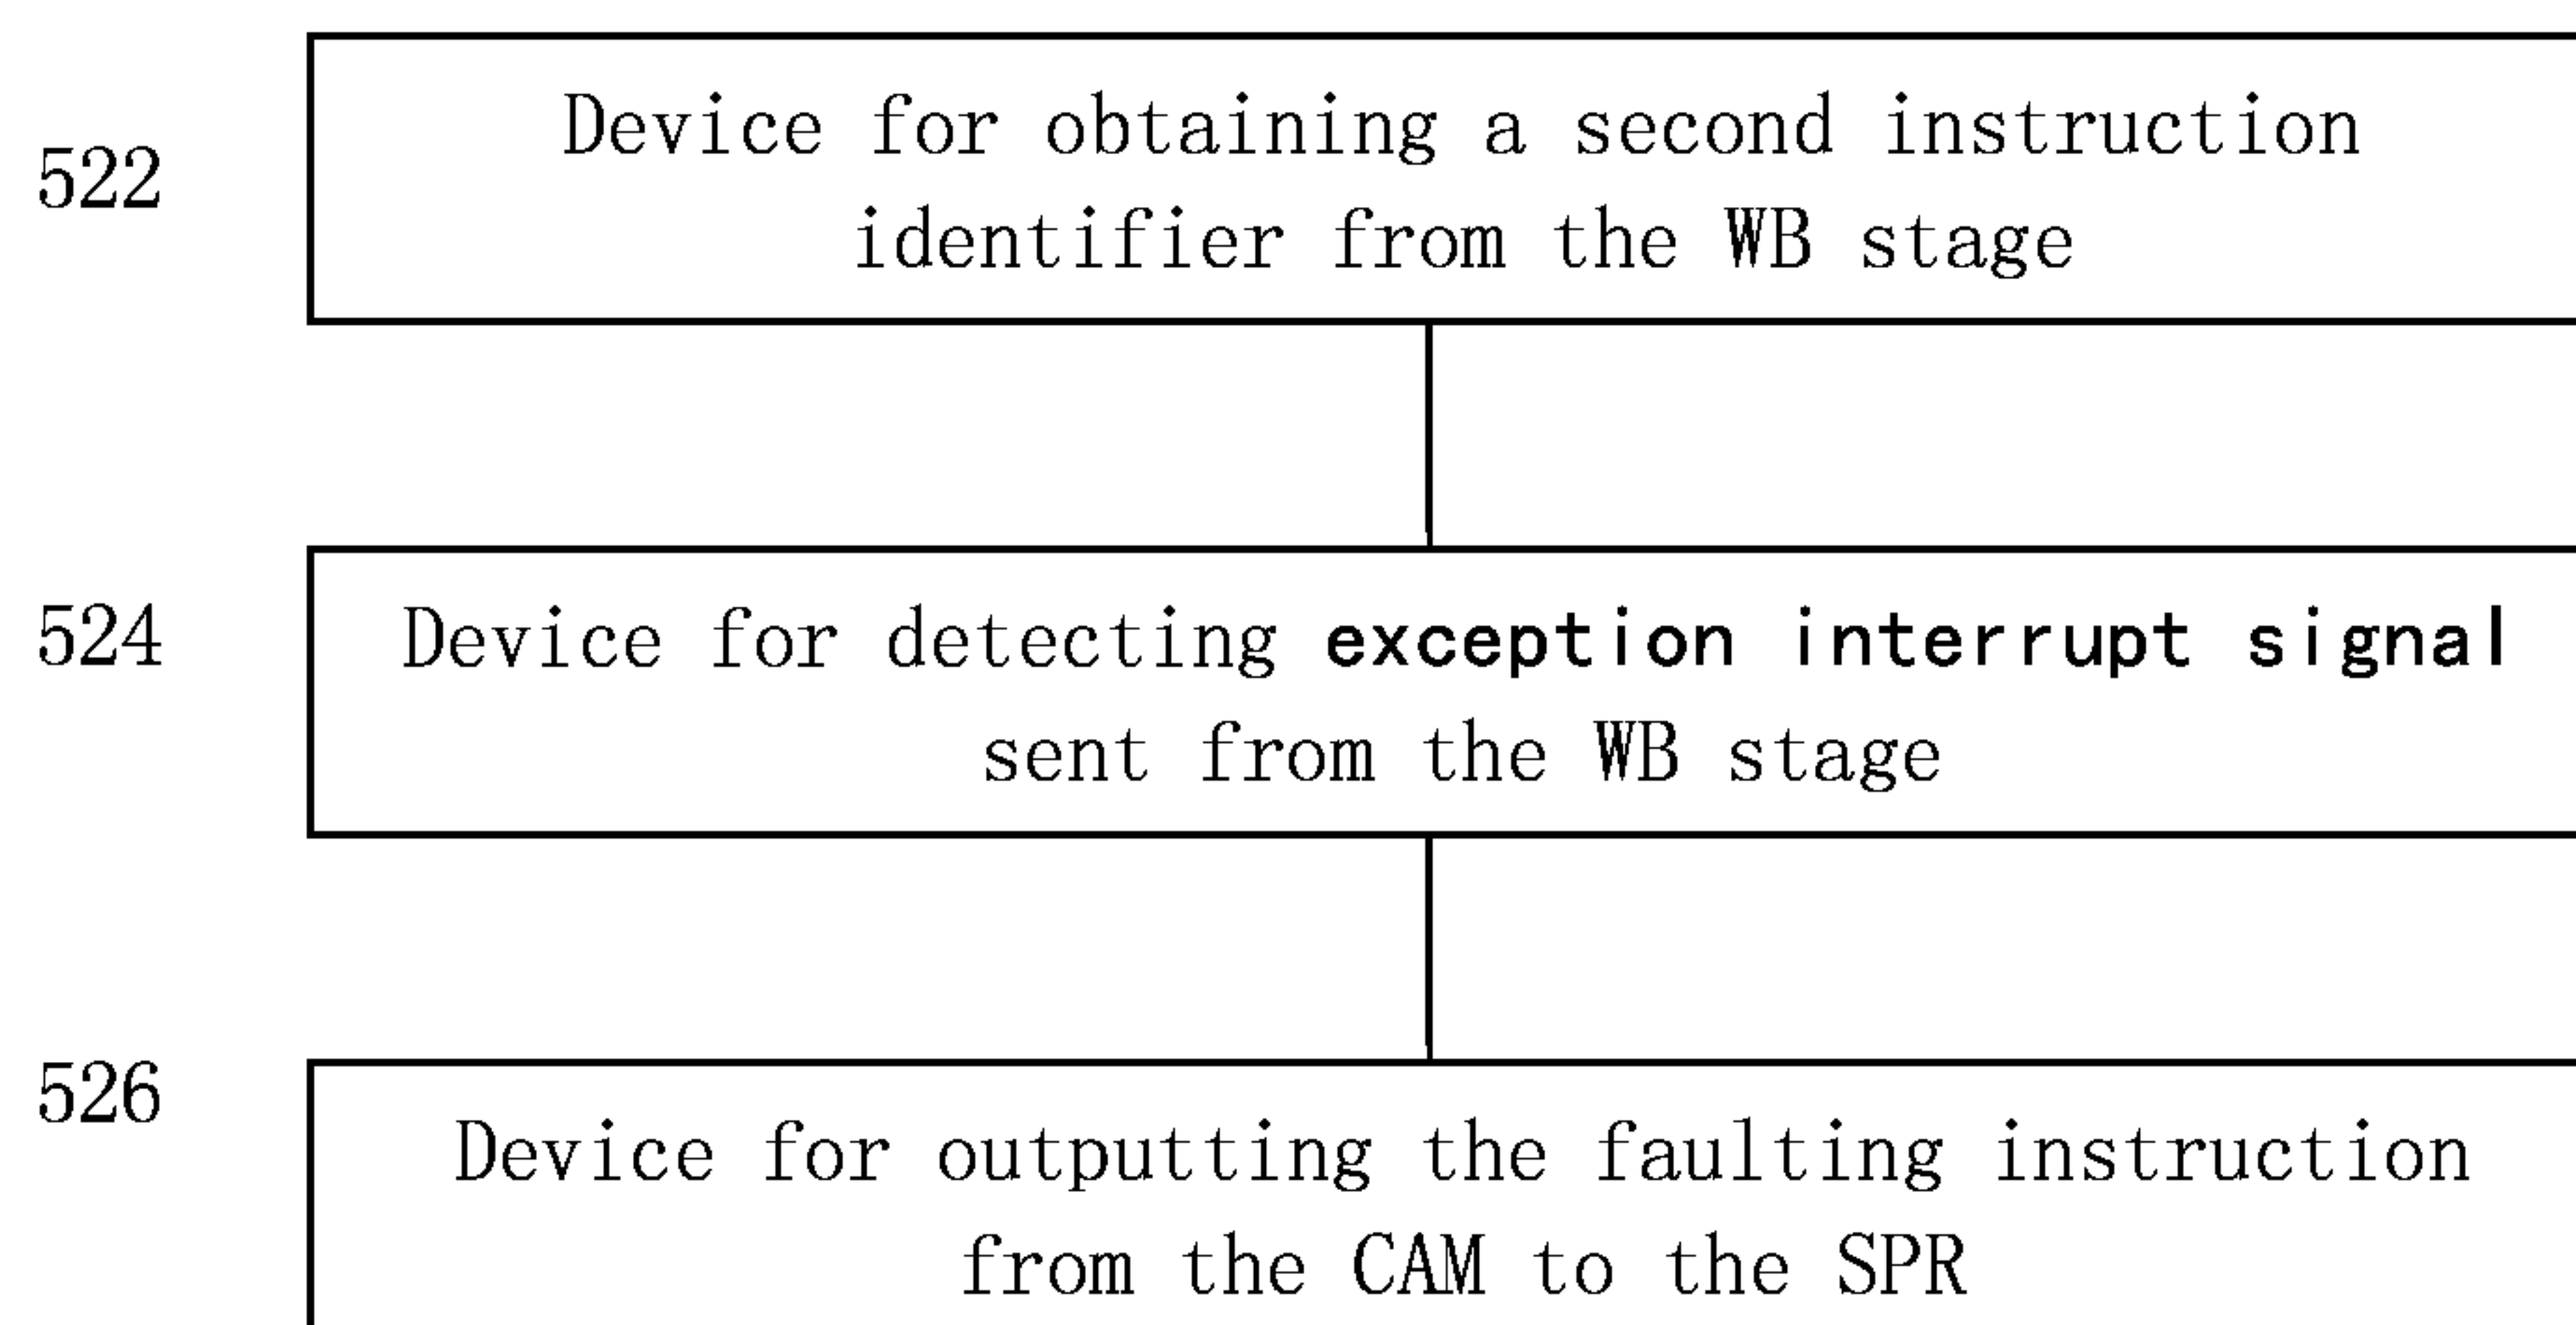 522
Device for obtaining a second instruction
identifier from the WB stage
524
Device for detecting exception interrupt signal
sent from the WB stage
526
Device for outputting the faulting instruction
from the CAM to the SPR